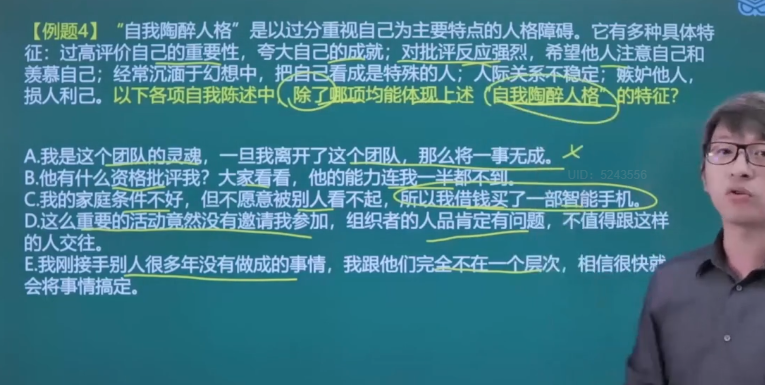 【例题4】“自我陶醉人格”是以过分重视自己为主要特点的人格障碍。它有多种具体特
征：过高评价自己的重要性，夸大自己的成就；对批评反应强烈，希望他人注意自己和
羡慕自己；经常沉湎于幻想中，把自己看成是特殊的人；人际关系不稳定；嫉妒他人，
损人利己。以下各项自我陈述中，除了哪项均能体现上述“自我陶醉人格”的特征？
A.我是这个团队的灵魂，一旦我离开了这个团队，那么将一事无成。
B.他有什么资格批评我？大家看看，他的能力连我一半都不到。
UID：5243556
C.我的家庭条件不好，但不愿意被别人看不起，所以我借钱买了一部智能手机。
D.这么重要的活动竟然没有邀请我参加，组织者的人品肯定有问题，不值得跟这样
的人交往。
E.我刚接手别人很多年没有做成的事情，我跟他们完全不在一个层次，相信很快就
会将事情搞定。